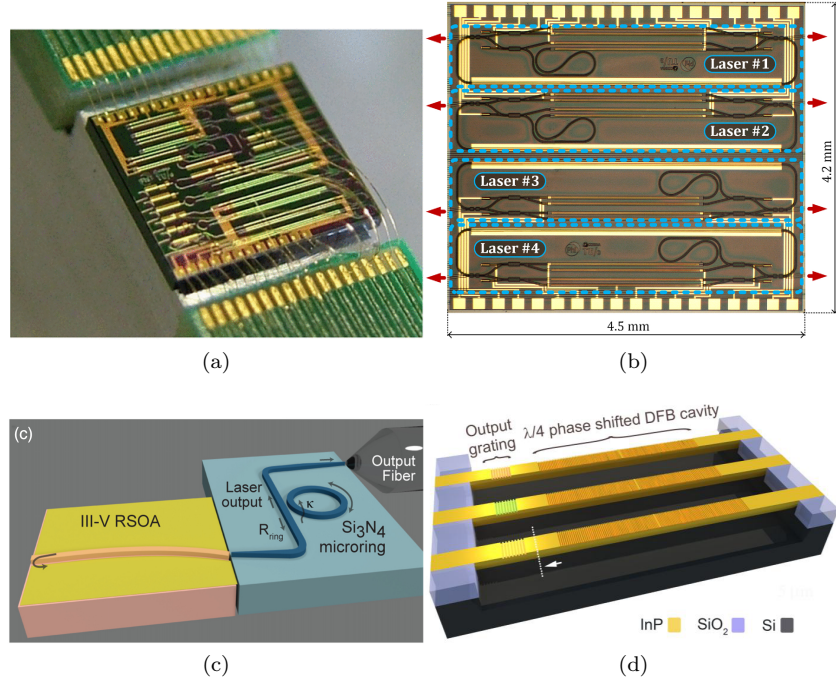 Laser #1
Laser #2
Laser #3
Laser #4
4.2 mm
4.5 mm
(a)
(b)
(c)
Output
Fiber
Laser
output
κ
R_ring
Si₃N₄
microring
III-V RSOA
Output
grating
λ/4 phase shifted DFB cavity
InP
SiO₂
Si
(c)
(d)